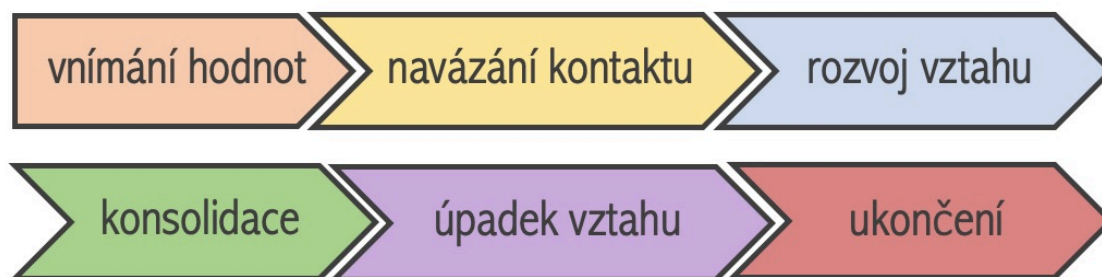 vnímání hodnot
navázání kontaktu
rozvoj vztahu
konsolidace
úpadek vztahu
ukončení